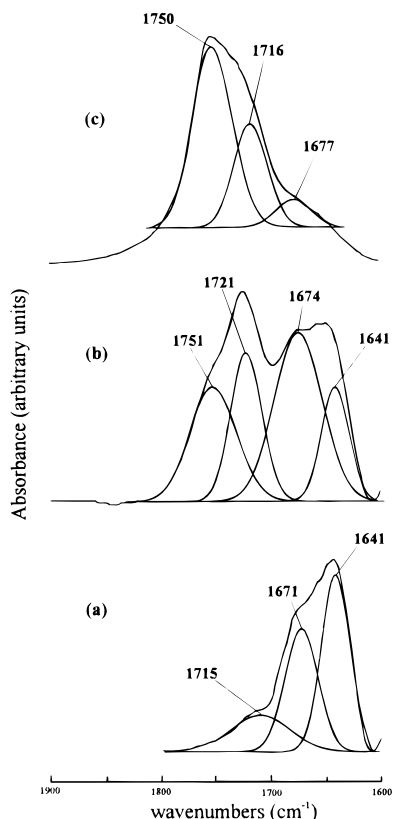 1750
1716
(c)
1677
1721
1674
1751
(b)
1641
Absorbance (arbitrary units)
1641
1671
(a)
1715
1900 1800 1700 1600
wavenumbers (cm⁻¹)